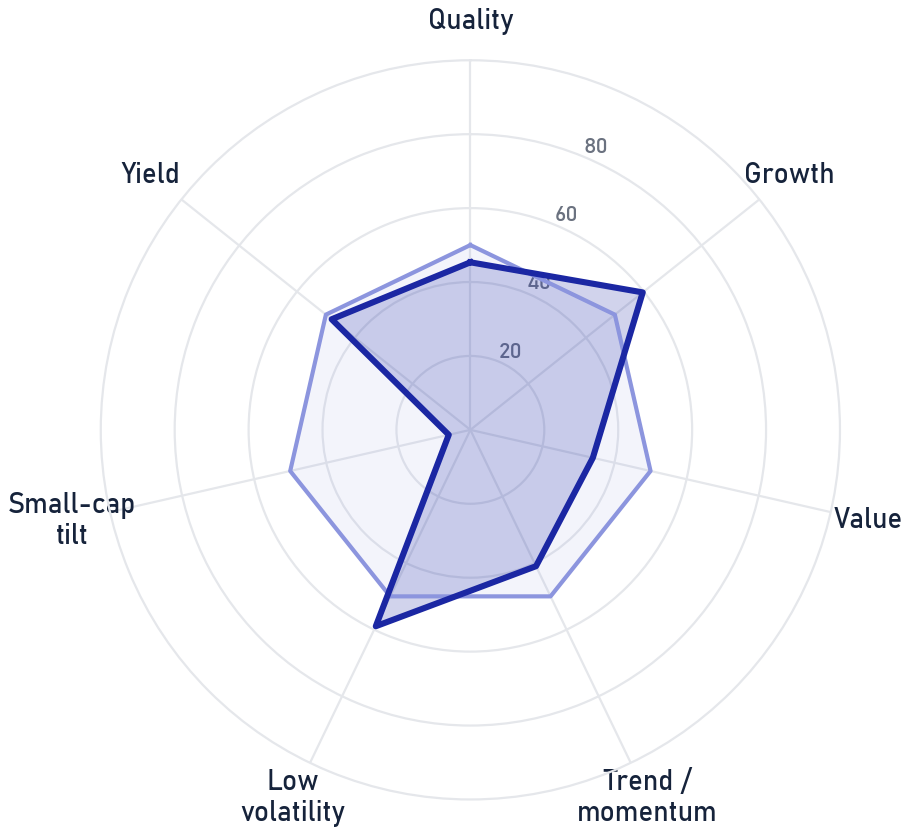 Quality
Yield
Growth
80
60
40
20
Small-cap
tilt
Value
Low
volatility
Trend /
momentum